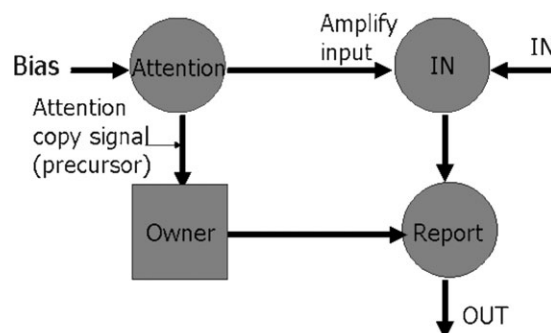 Amplify
input
IN
Bias
Attention
IN
Attention
copy signal
(precursor)
Owner
Report
OUT